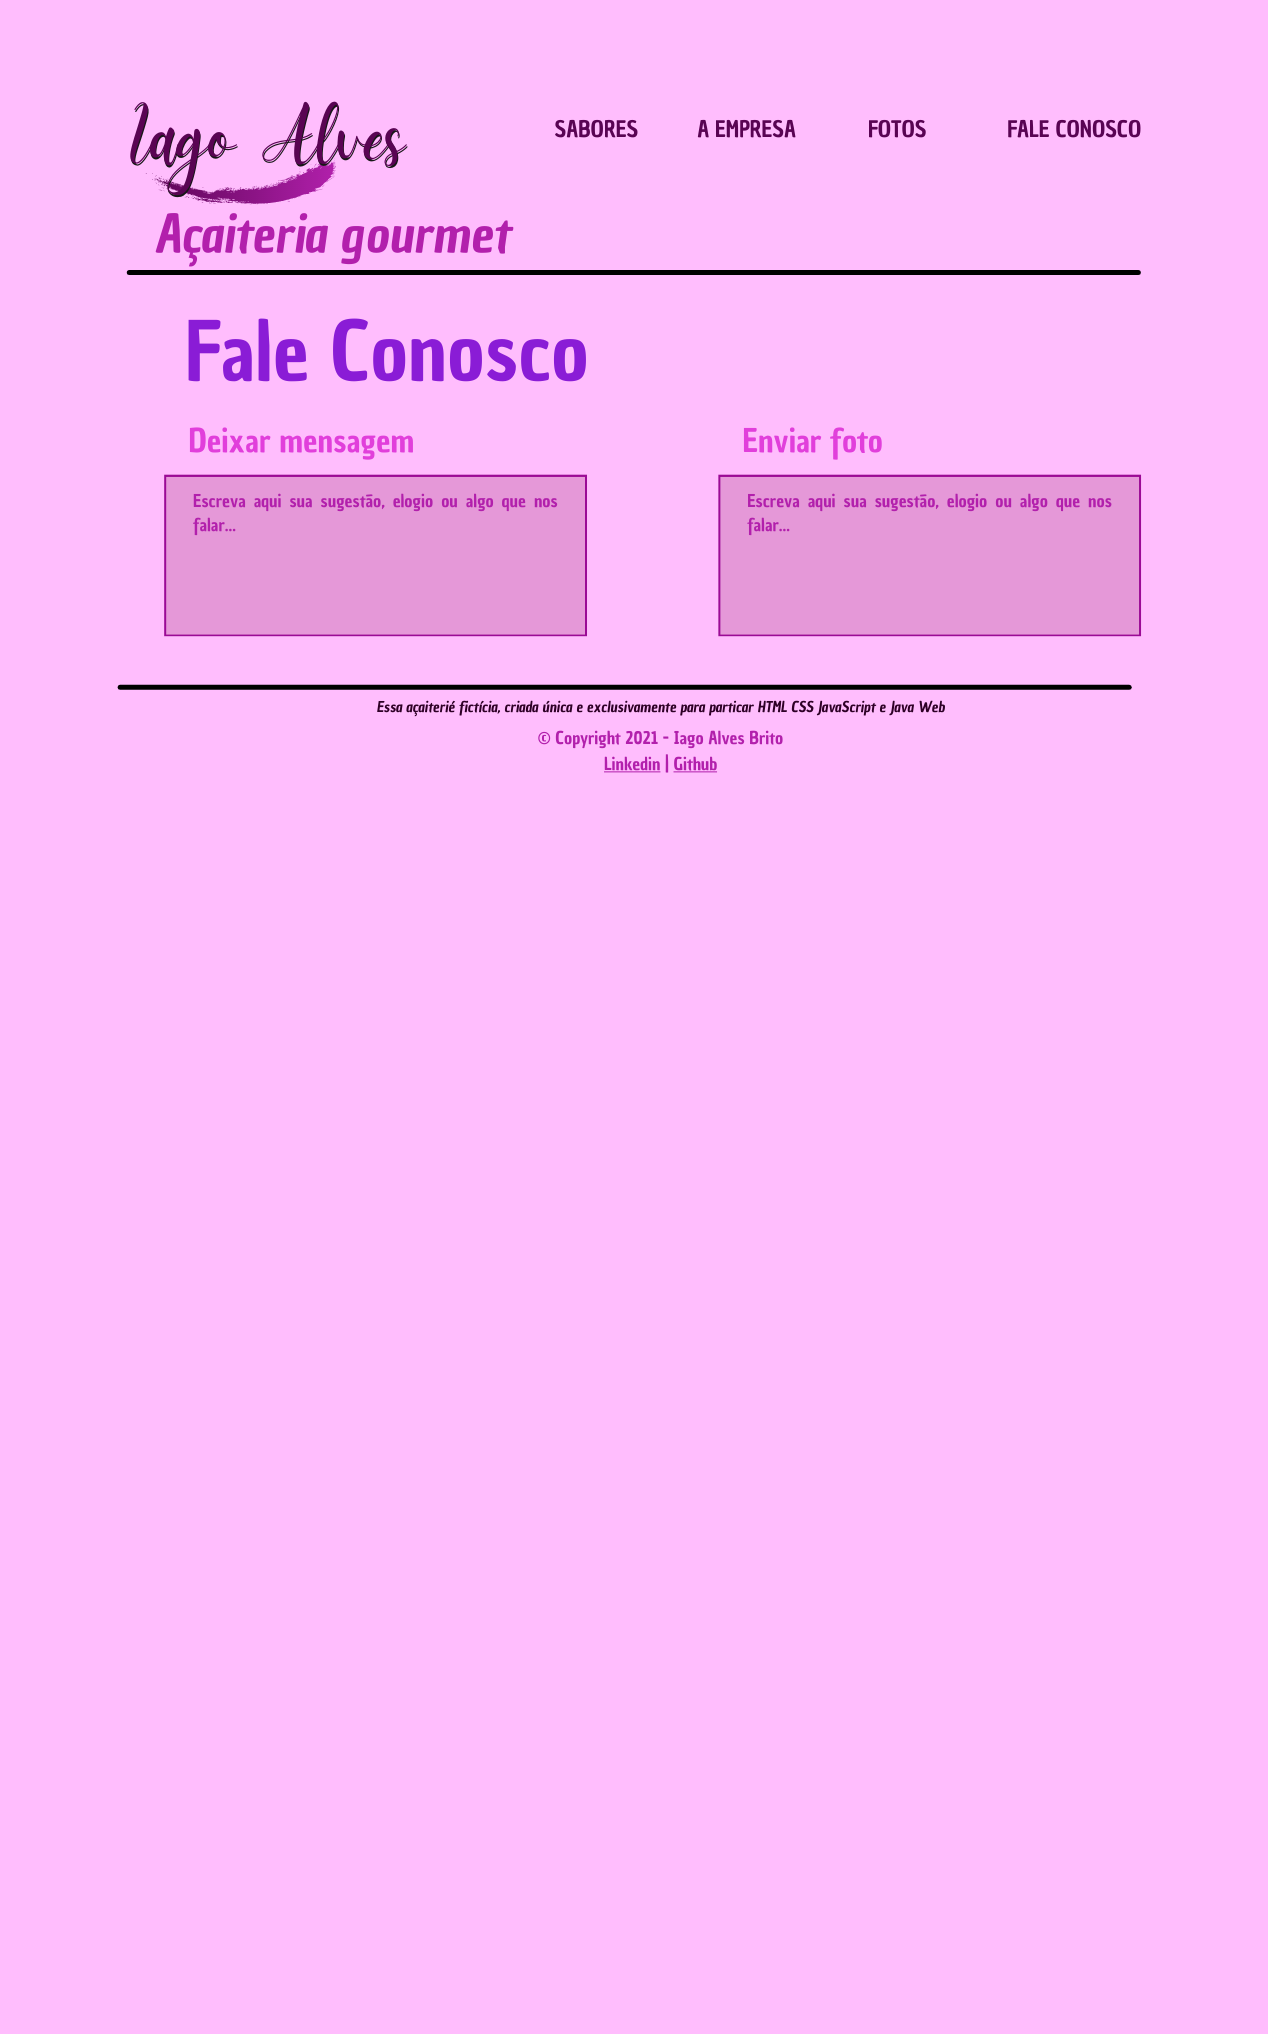 Iago Alves
SABORES
A EMPRESA
FOTOS
FALE CONOSCO
Açaiteria gourmet
Fale Conosco
Deixar mensagem
Escreva aqui sua sugestão, elogio ou algo que nos
falar...
Enviar foto
Escreva aqui sua sugestão, elogio ou algo que nos
falar...
Essa açaiterié fictícia, criada única e exclusivamente para particar HTML CSS JavaScript e Java Web
© Copyright 2021 - Iago Alves Brito
Linkedin | Github